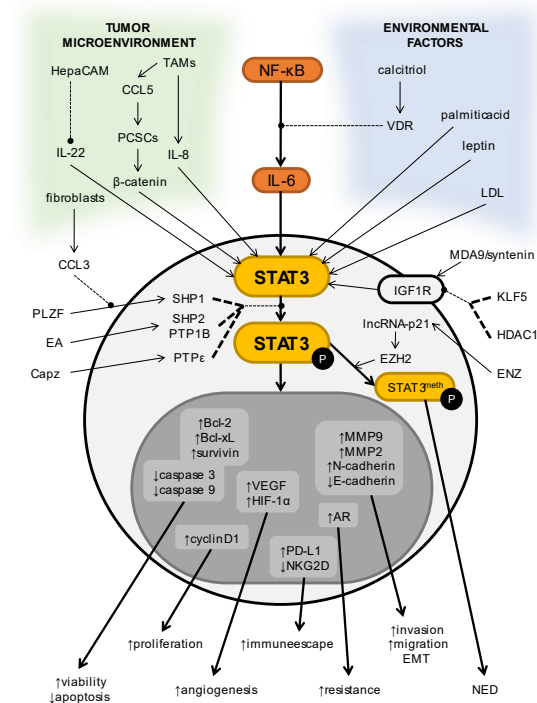 TUMOR
MICROENVIRONMENT
ENVIRONMENTAL
FACTORS
HepaCAM
TAMs
CCL5
PCSCs
IL-22
IL-8
β-catenin
fibroblasts
CCL3
NF-κB
IL-6
calcitriol
VDR
palmiticacid
leptin
LDL
MDA9/syntenin
IGF1R
KLF5
HDAC1
STAT3
PLZF
SHP1
EA
SHP2
PTP1B
Capz
PTPε
STAT3
P
lncRNA-p21
EZH2
ENZ
STAT3meth
P
↑Bcl-2
↑Bcl-xL
↑survivin
↓caspase 3
↓caspase 9
↑VEGF
↑HIF-1α
↑MMP9
↑MMP2
↑N-cadherin
↓E-cadherin
↑cyclinD1
↑AR
↑PD-L1
↓NKG2D
↑proliferation
↑immuneescape
↑invasion
↑migration
EMT
↑viability
↓apoptosis
↑angiogenesis
↑resistance
NED